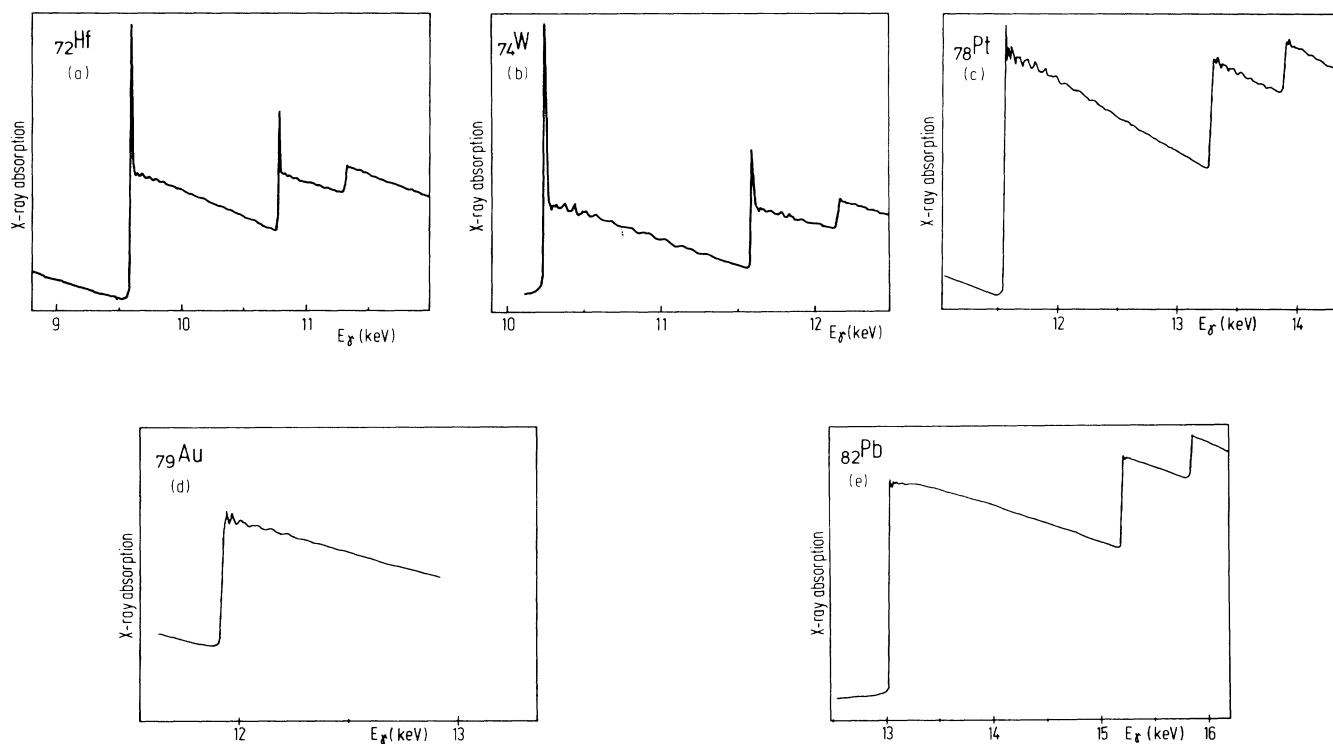 ₇₂Hf
(a)
X-ray absorption
9 10 11
Eᵧ (keV)
₇₄W
(b)
X-ray absorption
10 11 12
Eᵧ (keV)
₇₈Pt
(c)
X-ray absorption
12 13 Eᵧ (keV) 14
₇₉Au
(d)
X-ray absorption
12 Eᵧ (keV) 13
₈₂Pb
(e)
X-ray absorption
13 14 15 Eᵧ (keV) 16